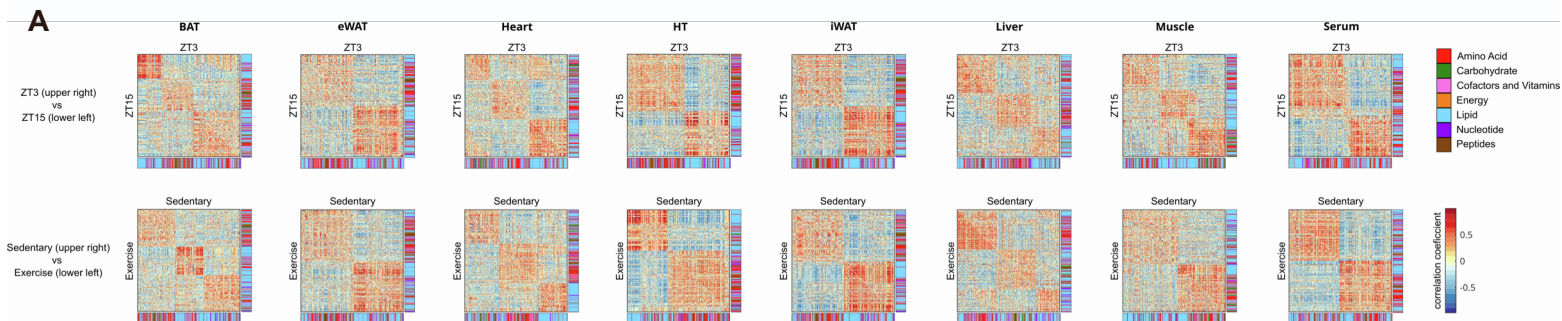 A
BAT eWAT Heart HT iWAT Liver Muscle Serum
ZT3 ZT3 ZT3 ZT3 ZT3 ZT3 ZT3 ZT3
ZT3 (upper right)
vs
ZT15 (lower left)
ZT15 ZT15 ZT15 ZT15 ZT15 ZT15 ZT15 ZT15
Amino Acid
Carbohydrate
Cofactors and Vitamins
Energy
Lipid
Nucleotide
Peptides
Sedentary Sedentary Sedentary Sedentary Sedentary Sedentary Sedentary Sedentary
Sedentary (upper right)
vs
Exercise (lower left)
Exercise Exercise Exercise Exercise Exercise Exercise Exercise Exercise
correlation coeficcient
0.5
0
-0.5